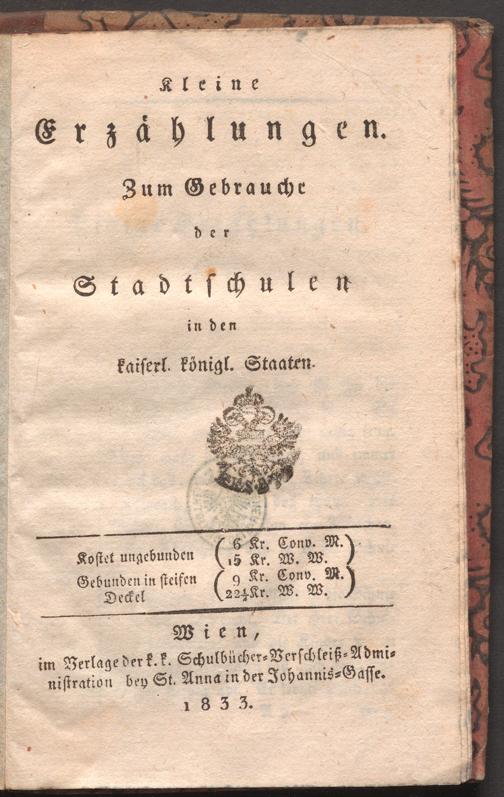 Kleine
Erzählungen.
Zum Gebrauche
der
Stadtschulen
in den
kaiserl. königl. Staaten.
Kostet ungebunden ( 6 Kr. Conv. M. )
( 15 Kr. W. W. )
Gebunden in steifen ( 9 Kr. Conv. M. )
Deckel ( 22½ Kr. W. W. )
Wien,
im Verlage der k. k. Schulbücher-Verschleiß-Admi-
nistration bey St. Anna in der Johannis-Gasse.
1833.